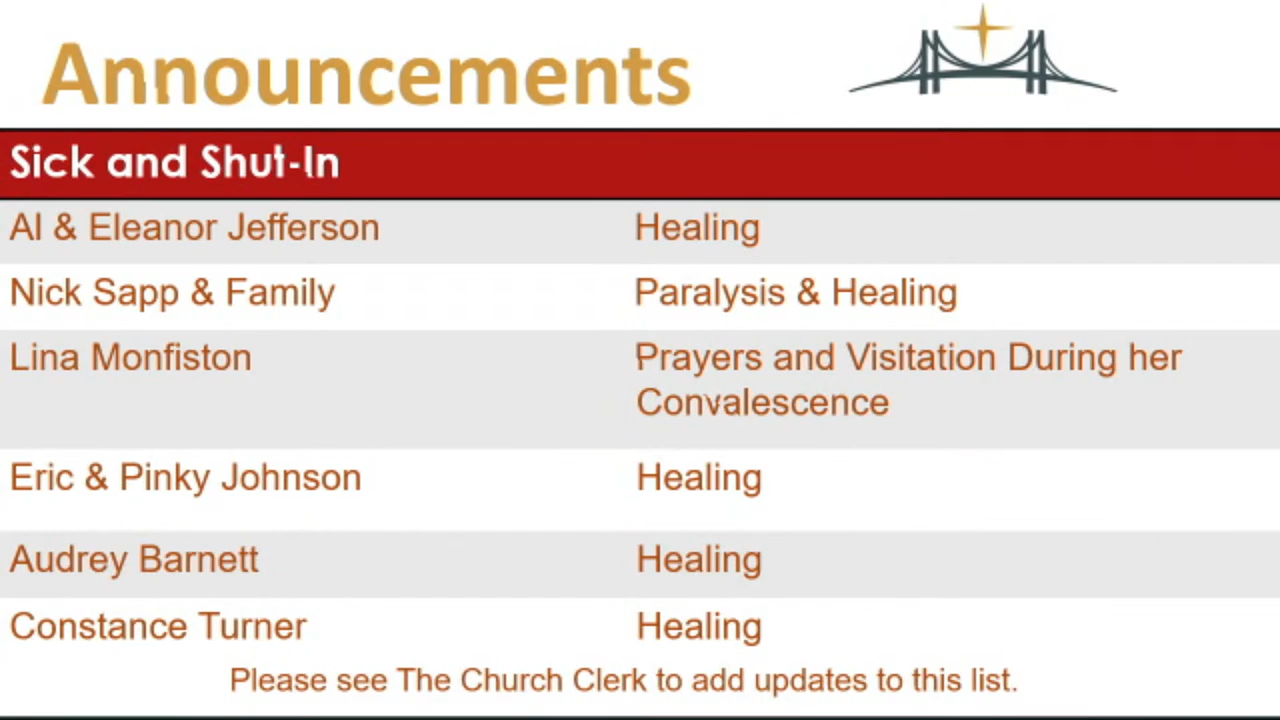 Announcements
Sick and Shut-In
Al & Eleanor Jefferson Healing
Nick Sapp & Family Paralysis & Healing
Lina Monfiston Prayers and Visitation During her
Convalescence
Eric & Pinky Johnson Healing
Audrey Barnett Healing
Constance Turner Healing
Please see The Church Clerk to add updates to this list.